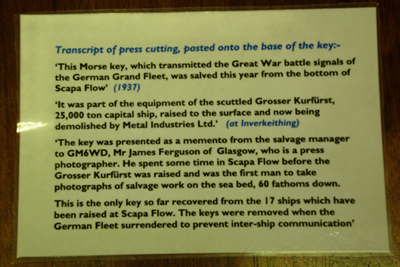 Transcript of press cutting, pasted onto the base of the key:-
'This Morse key, which transmitted the Great War battle signals of
the German Grand Fleet, was salved this year from the bottom of
Scapa Flow' (1937)
'It was part of the equipment of the scuttled Grosser Kurfürst,
25,000 ton capital ship, raised to the surface and now being
demolished by Metal Industries Ltd.' (at Inverkeithing)
'The key was presented as a memento from the salvage manager
to GM6WD, Mr James Ferguson of Glasgow, who is a press
photographer. He spent some time in Scapa Flow before the
Grosser Kurfürst was raised and was the first man to take
photographs of salvage work on the sea bed, 60 fathoms down.
This is the only key so far recovered from the 17 ships which have
been raised at Scapa Flow. The keys were removed when the
German Fleet surrendered to prevent inter-ship communication'